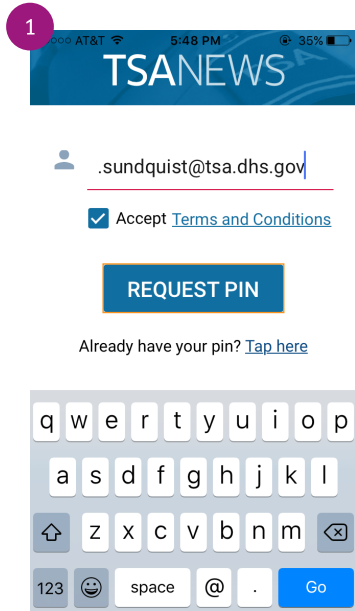 1
AT&T 5:48 PM 35%
TSANEWS
.sundquist@tsa.dhs.gov
Accept Terms and Conditions
REQUEST PIN
Already have your pin? Tap here
q w e r t y u i o p
a s d f g h j k l
z x c v b n m
123 space @ . Go